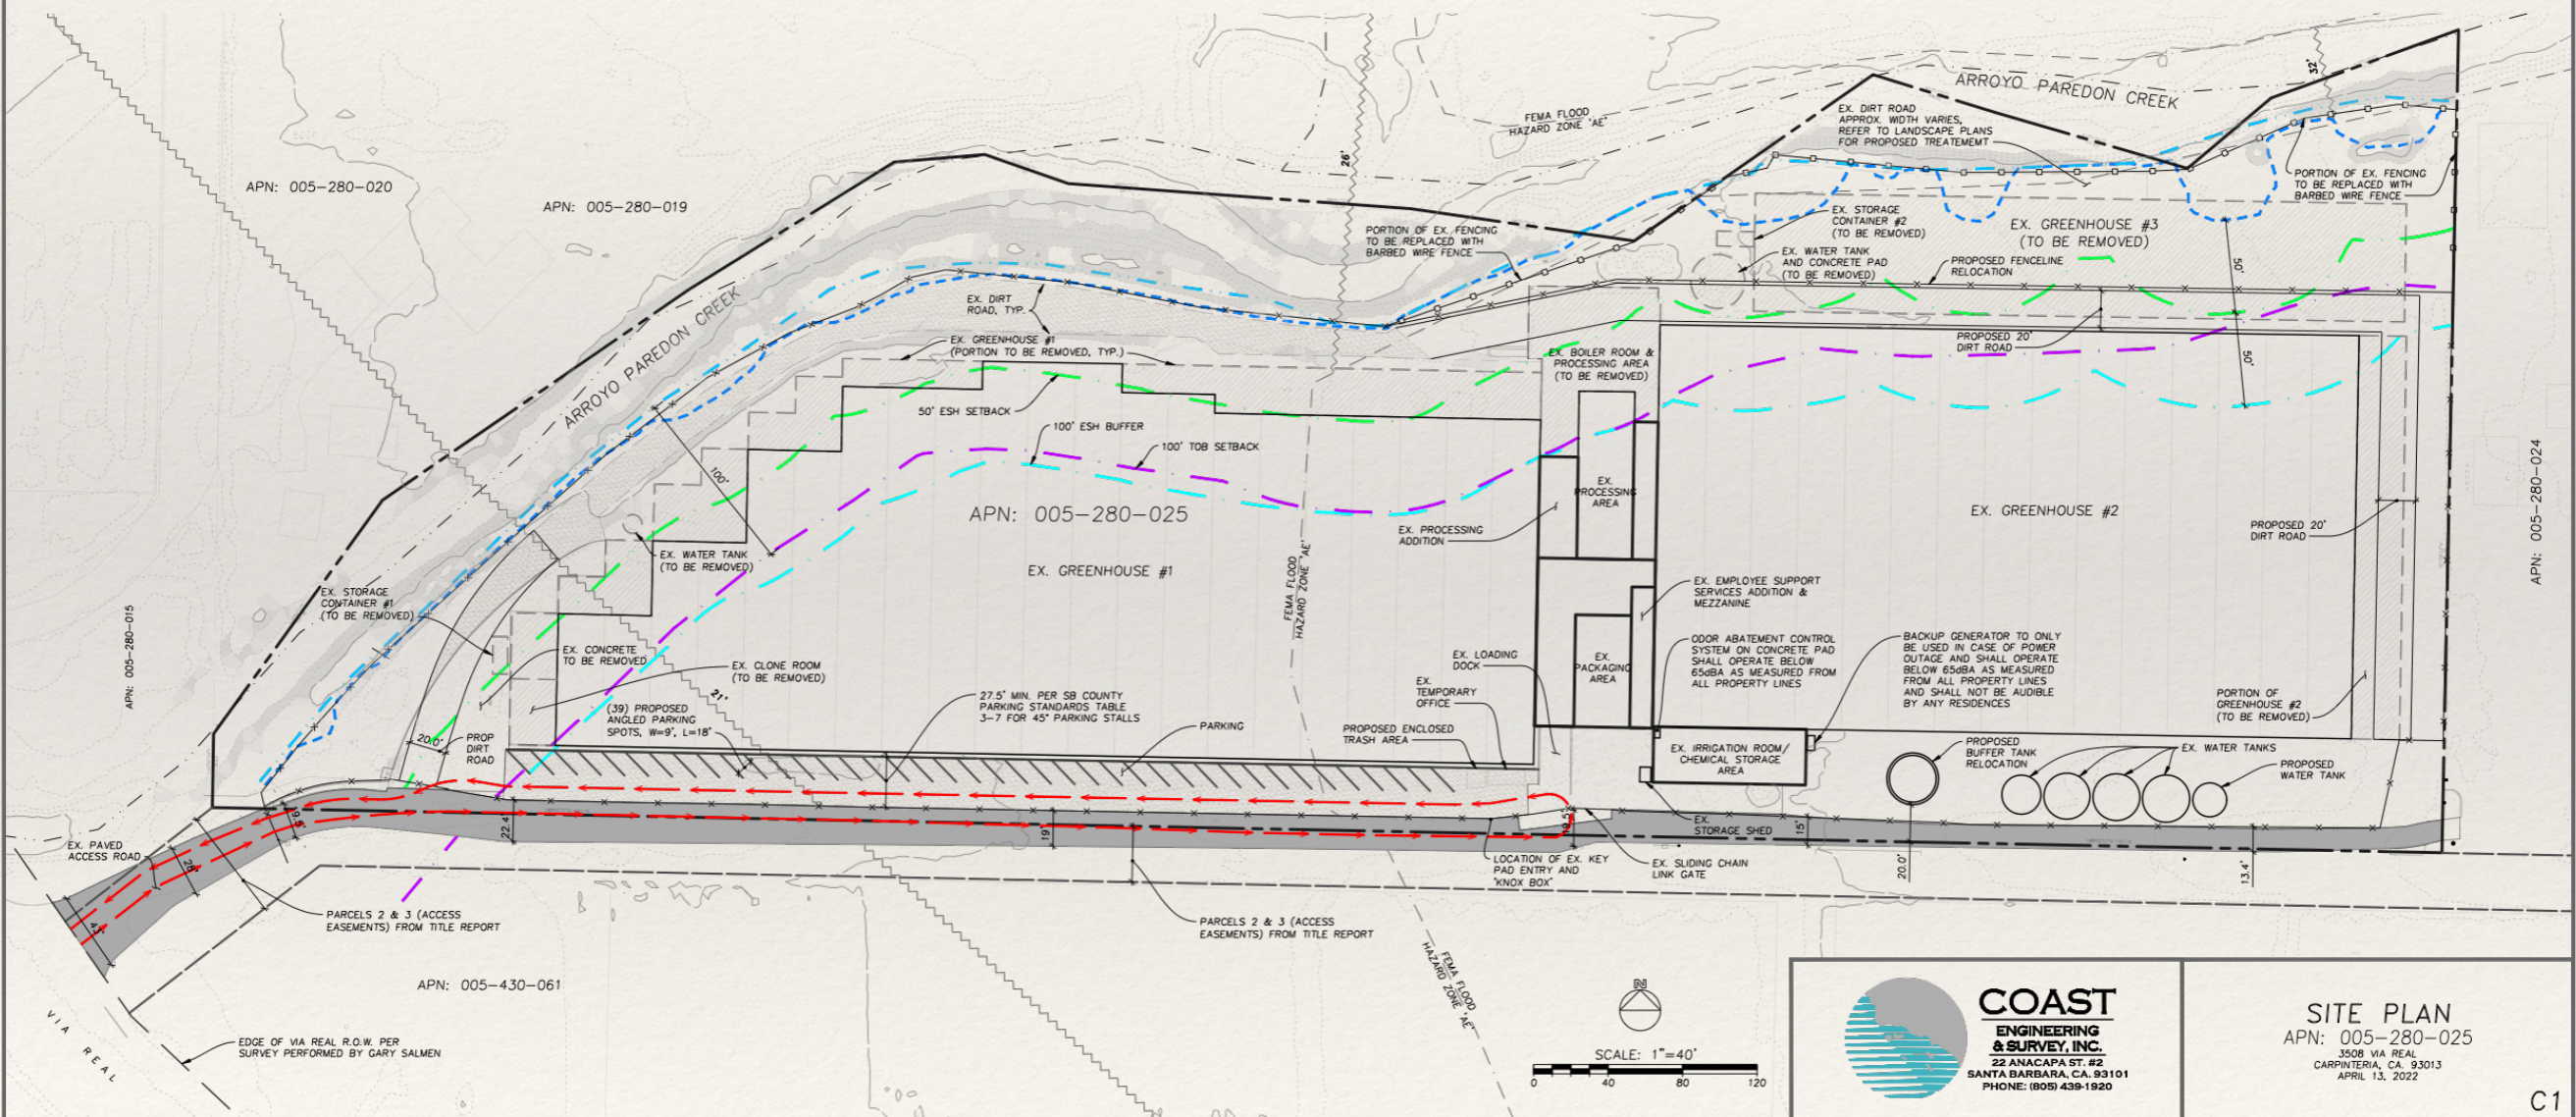 ARROYO PAREDON CREEK
32'
FEMA FLOOD
HAZARD ZONE 'AE'
26'
EX. DIRT ROAD
APPROX. WIDTH VARIES,
REFER TO LANDSCAPE PLANS
FOR PROPOSED TREATEMEMT
APN: 005-280-020
APN: 005-280-019
PORTION OF EX. FENCING
TO BE REPLACED WITH
BARBED WIRE FENCE
EX. STORAGE
CONTAINER #2
(TO BE REMOVED)
EX. GREENHOUSE #3
(TO BE REMOVED)
PORTION OF EX. FENCING
TO BE REPLACED WITH
BARBED WIRE FENCE
EX. WATER TANK
AND CONCRETE PAD
(TO BE REMOVED)
PROPOSED FENCELINE
RELOCATION
50'
EX. DIRT
ROAD, TYP.
ARROYO PAREDON CREEK
EX. GREENHOUSE #1
(PORTION TO BE REMOVED, TYP.)
EX. BOILER ROOM &
PROCESSING AREA
(TO BE REMOVED)
PROPOSED 20'
DIRT ROAD
50'
50' ESH SETBACK
100' ESH BUFFER
100' TOB SETBACK
100'
APN: 005-280-025
EX. GREENHOUSE #1
EX.
PROCESSING
AREA
EX. PROCESSING
ADDITION
EX. GREENHOUSE #2
PROPOSED 20'
DIRT ROAD
APN: 005-280-024
EX. WATER TANK
(TO BE REMOVED)
FEMA FLOOD
HAZARD ZONE 'AE'
EX. STORAGE
CONTAINER #1
(TO BE REMOVED)
APN: 005-280-015
EX. CONCRETE
TO BE REMOVED
EX. CLONE ROOM
(TO BE REMOVED)
21'
(39) PROPOSED
ANGLED PARKING
SPOTS, W=9', L=18'
27.5' MIN. PER SB COUNTY
PARKING STANDARDS TABLE
3-7 FOR 45° PARKING STALLS
PARKING
EX. EMPLOYEE SUPPORT
SERVICES ADDITION &
MEZZANINE
EX. LOADING
DOCK
EX.
PACKAGING
AREA
EX.
TEMPORARY
OFFICE
PROPOSED ENCLOSED
TRASH AREA
ODOR ABATEMENT CONTROL
SYSTEM ON CONCRETE PAD
SHALL OPERATE BELOW
65dBA AS MEASURED FROM
ALL PROPERTY LINES
BACKUP GENERATOR TO ONLY
BE USED IN CASE OF POWER
OUTAGE AND SHALL OPERATE
BELOW 65dBA AS MEASURED
FROM ALL PROPERTY LINES
AND SHALL NOT BE AUDIBLE
BY ANY RESIDENCES
PORTION OF
GREENHOUSE #2
(TO BE REMOVED)
20.0'
PROP
DIRT
ROAD
EX. IRRIGATION ROOM/
CHEMICAL STORAGE
AREA
PROPOSED
BUFFER TANK
RELOCATION
EX. WATER TANKS
PROPOSED
WATER TANK
22.4'
19'
15'
EX.
STORAGE SHED
EX. PAVED
ACCESS ROAD
28'
LOCATION OF EX. KEY
PAD ENTRY AND
"KNOX BOX"
EX. SLIDING CHAIN
LINK GATE
20.0'
13.4'
43'
PARCELS 2 & 3 (ACCESS
EASEMENTS) FROM TITLE REPORT
PARCELS 2 & 3 (ACCESS
EASEMENTS) FROM TITLE REPORT
APN: 005-430-061
FEMA FLOOD
HAZARD ZONE 'AE'
VIA REAL
EDGE OF VIA REAL R.O.W. PER
SURVEY PERFORMED BY GARY SALMEN
N
SCALE: 1"=40'
0 40 80 120
COAST
ENGINEERING
& SURVEY, INC.
22 ANACAPA ST. #2
SANTA BARBARA, CA. 93101
PHONE: (805) 439-1920
SITE PLAN
APN: 005-280-025
3508 VIA REAL
CARPINTERIA, CA. 93013
APRIL 13, 2022
C1